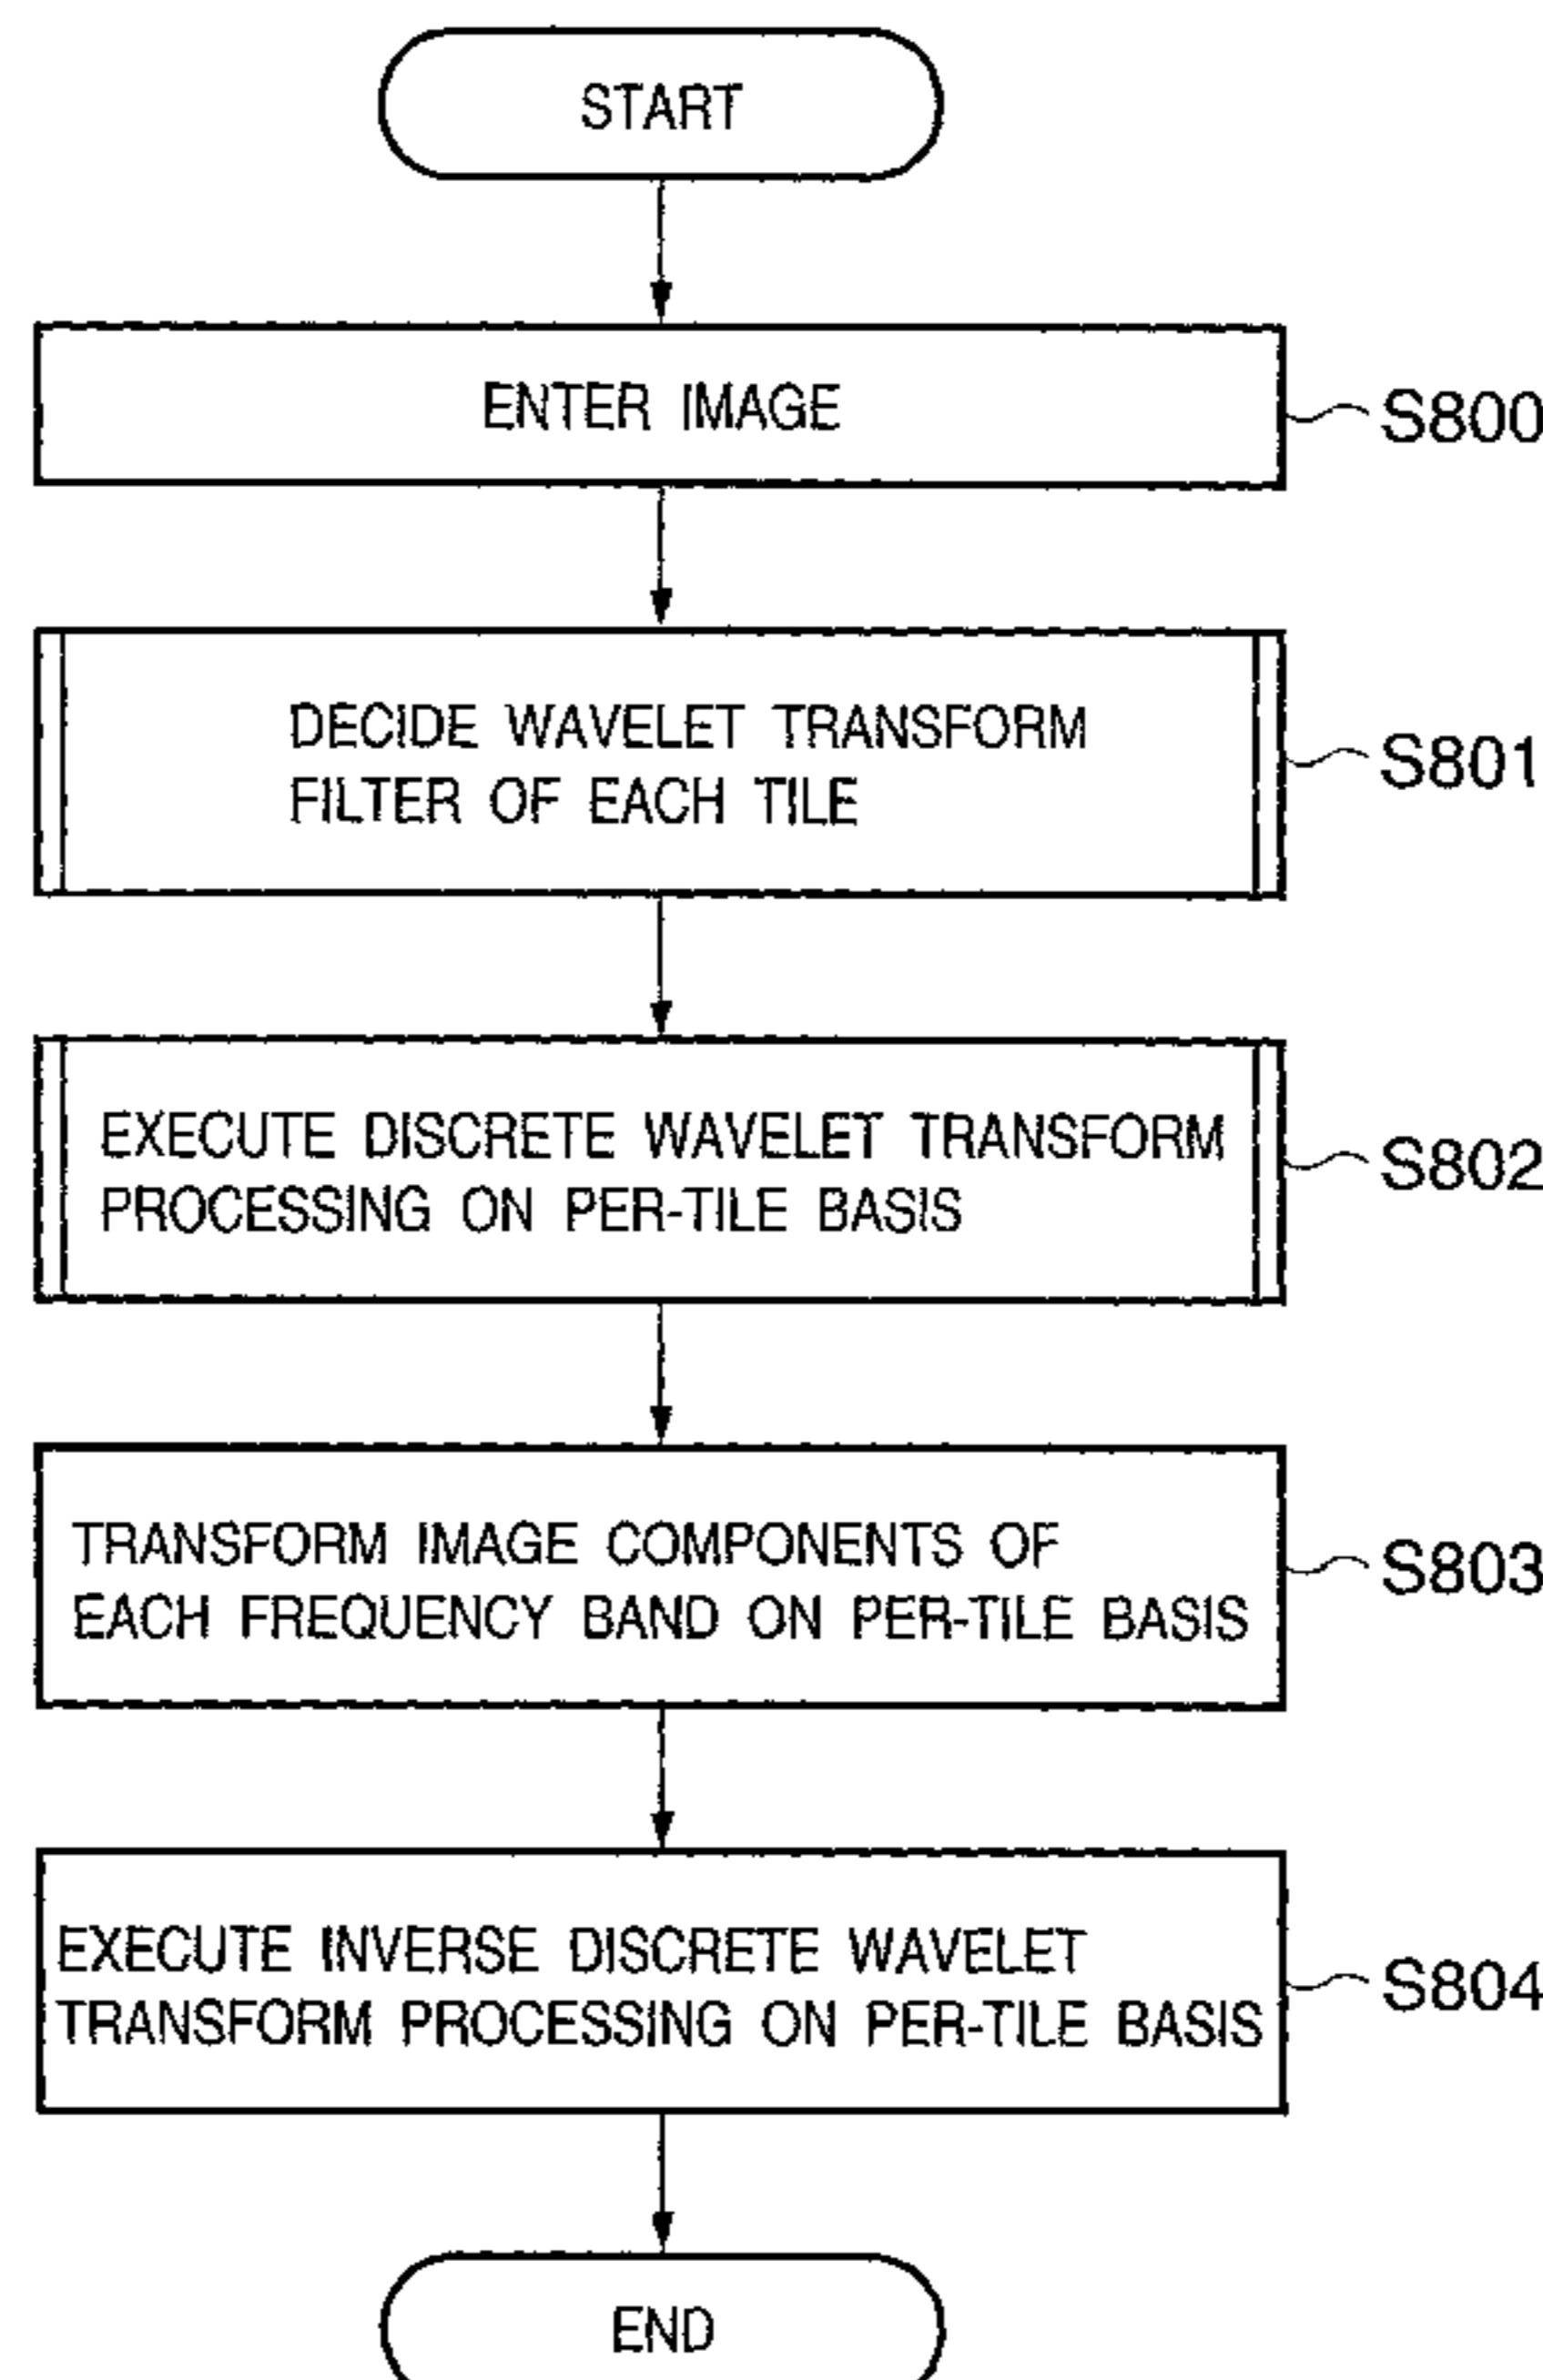 START
ENTER IMAGE
S800
DECIDE WAVELET TRANSFORM
FILTER OF EACH TILE
S801
EXECUTE DISCRETE WAVELET TRANSFORM
PROCESSING ON PER-TILE BASIS
S802
TRANSFORM IMAGE COMPONENTS OF
EACH FREQUENCY BAND ON PER-TILE BASIS
S803
EXECUTE INVERSE DISCRETE WAVELET
TRANSFORM PROCESSING ON PER-TILE BASIS
S804
END